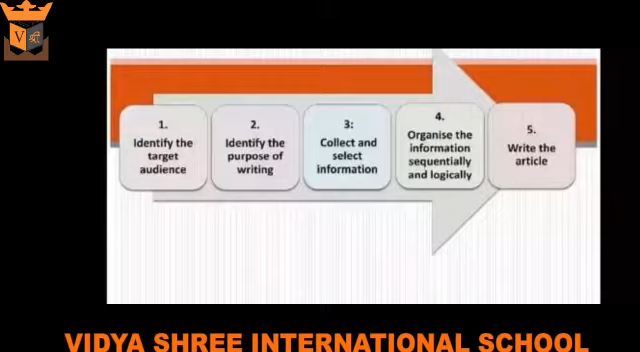 V श्री
1.
Identify the
target
audience
2.
Identify the
purpose of
writing
3:
Collect and
select
information
4.
Organise the
information
sequentially
and logically
5.
Write the
article
VIDYA SHREE INTERNATIONAL SCHOOL